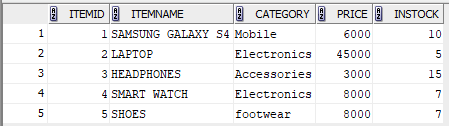 ITEMID ITEMNAME CATEGORY PRICE INSTOCK
1 1 SAMSUNG GALAXY S4 Mobile 6000 10
2 2 LAPTOP Electronics 45000 5
3 3 HEADPHONES Accessories 3000 15
4 4 SMART WATCH Electronics 8000 7
5 5 SHOES footwear 8000 7